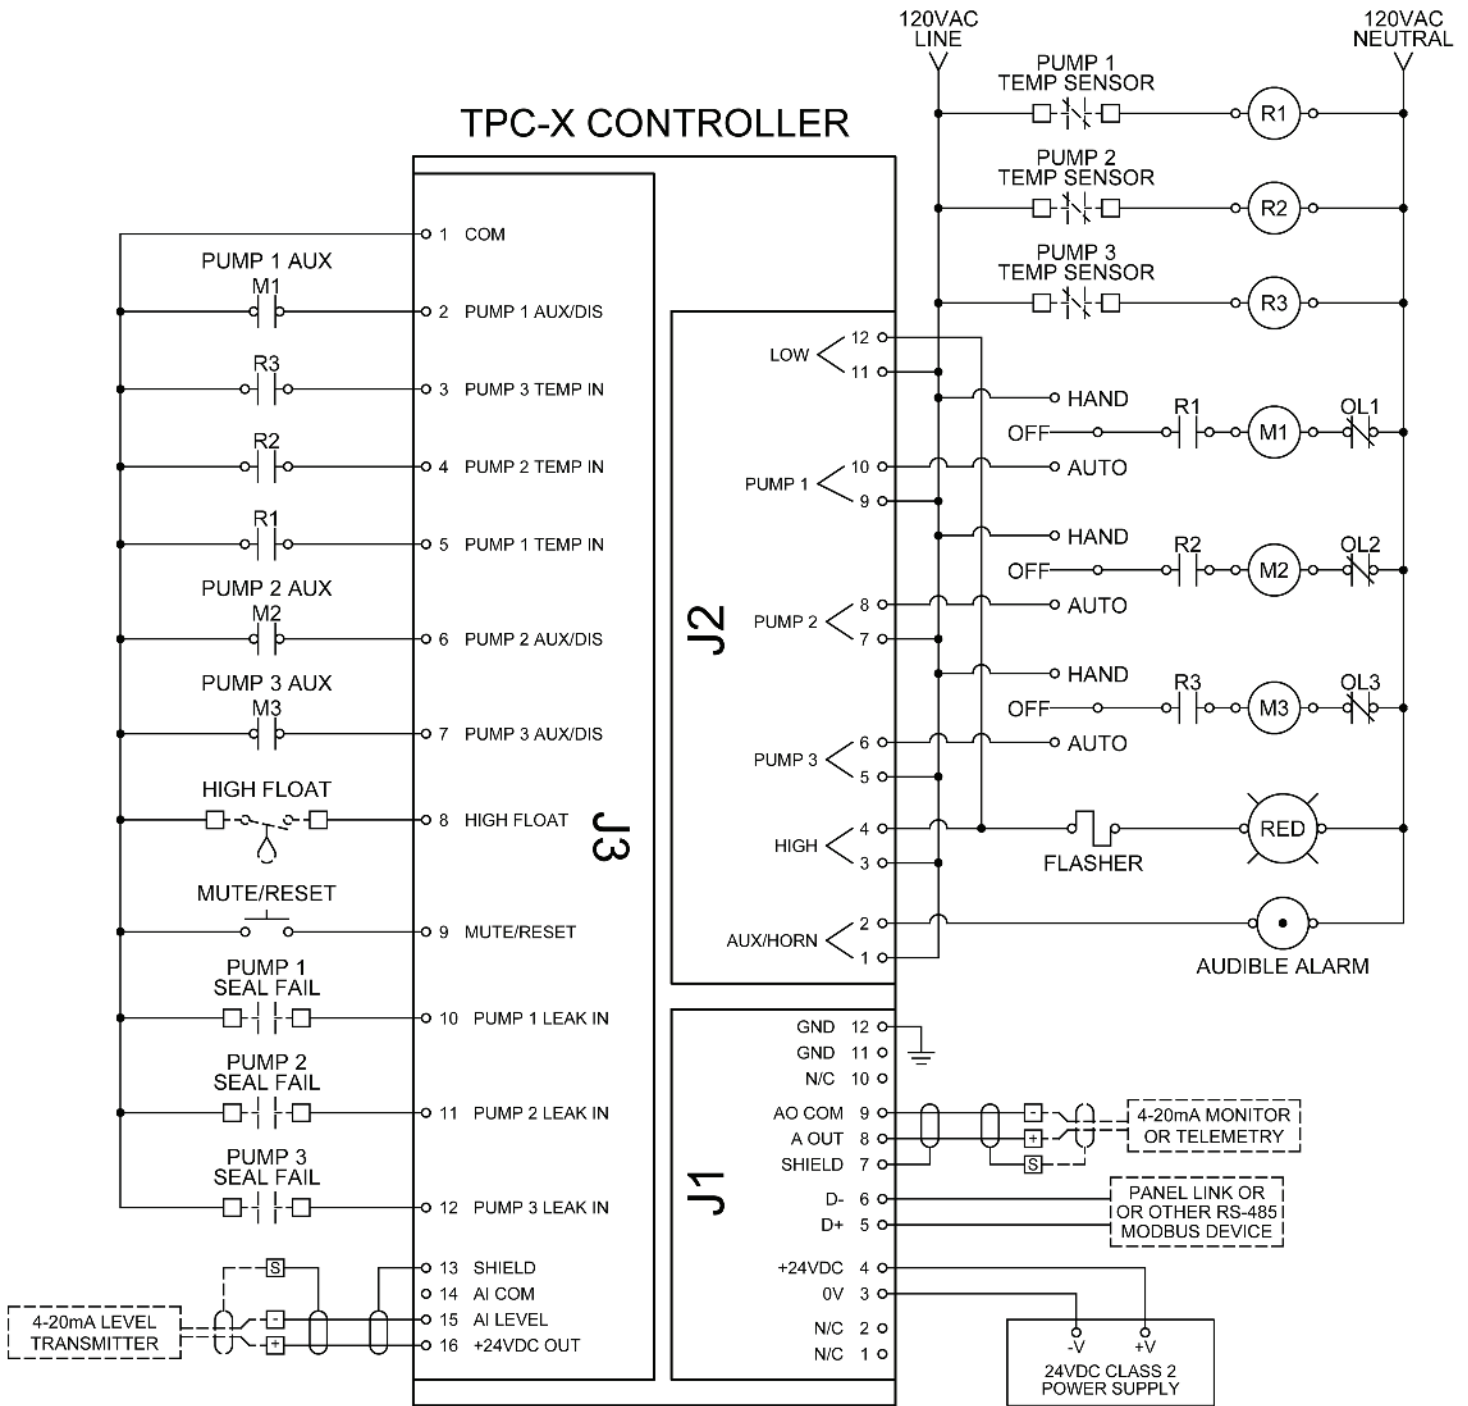 120VAC
LINE
120VAC
NEUTRAL
TPC-X CONTROLLER
PUMP 1
TEMP SENSOR
R1
PUMP 2
TEMP SENSOR
R2
PUMP 3
TEMP SENSOR
R3
1 COM
PUMP 1 AUX
M1
2 PUMP 1 AUX/DIS
R3
3 PUMP 3 TEMP IN
R2
4 PUMP 2 TEMP IN
R1
5 PUMP 1 TEMP IN
PUMP 2 AUX
M2
6 PUMP 2 AUX/DIS
PUMP 3 AUX
M3
7 PUMP 3 AUX/DIS
HIGH FLOAT
8 HIGH FLOAT
MUTE/RESET
9 MUTE/RESET
PUMP 1
SEAL FAIL
10 PUMP 1 LEAK IN
PUMP 2
SEAL FAIL
11 PUMP 2 LEAK IN
PUMP 3
SEAL FAIL
12 PUMP 3 LEAK IN
S
13 SHIELD
14 AI COM
-
15 AI LEVEL
+
16 +24VDC OUT
4-20mA LEVEL
TRANSMITTER
J3
J2
LOW
12
11
PUMP 1
10
9
PUMP 2
8
7
PUMP 3
6
5
HIGH
4
3
AUX/HORN
2
1
HAND
OFF
AUTO
R1
M1
OL1
HAND
OFF
AUTO
R2
M2
OL2
HAND
OFF
AUTO
R3
M3
OL3
FLASHER
RED
AUDIBLE ALARM
J1
GND 12
GND 11
N/C 10
AO COM 9
A OUT 8
SHIELD 7
D- 6
D+ 5
+24VDC 4
0V 3
N/C 2
N/C 1
-
+
S
4-20mA MONITOR
OR TELEMETRY
PANEL LINK OR
OR OTHER RS-485
MODBUS DEVICE
-V
+V
24VDC CLASS 2
POWER SUPPLY